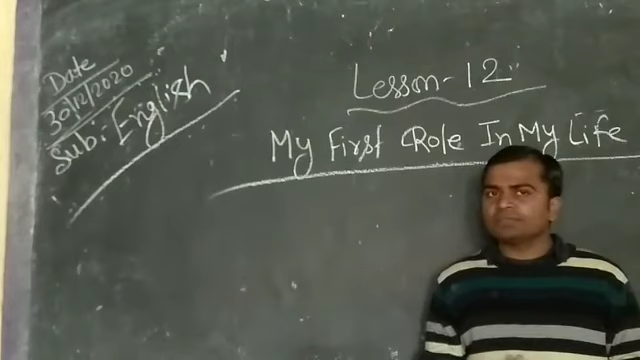 Date
30/12/2020
Sub: English
Lesson-12
My First Role In My Life